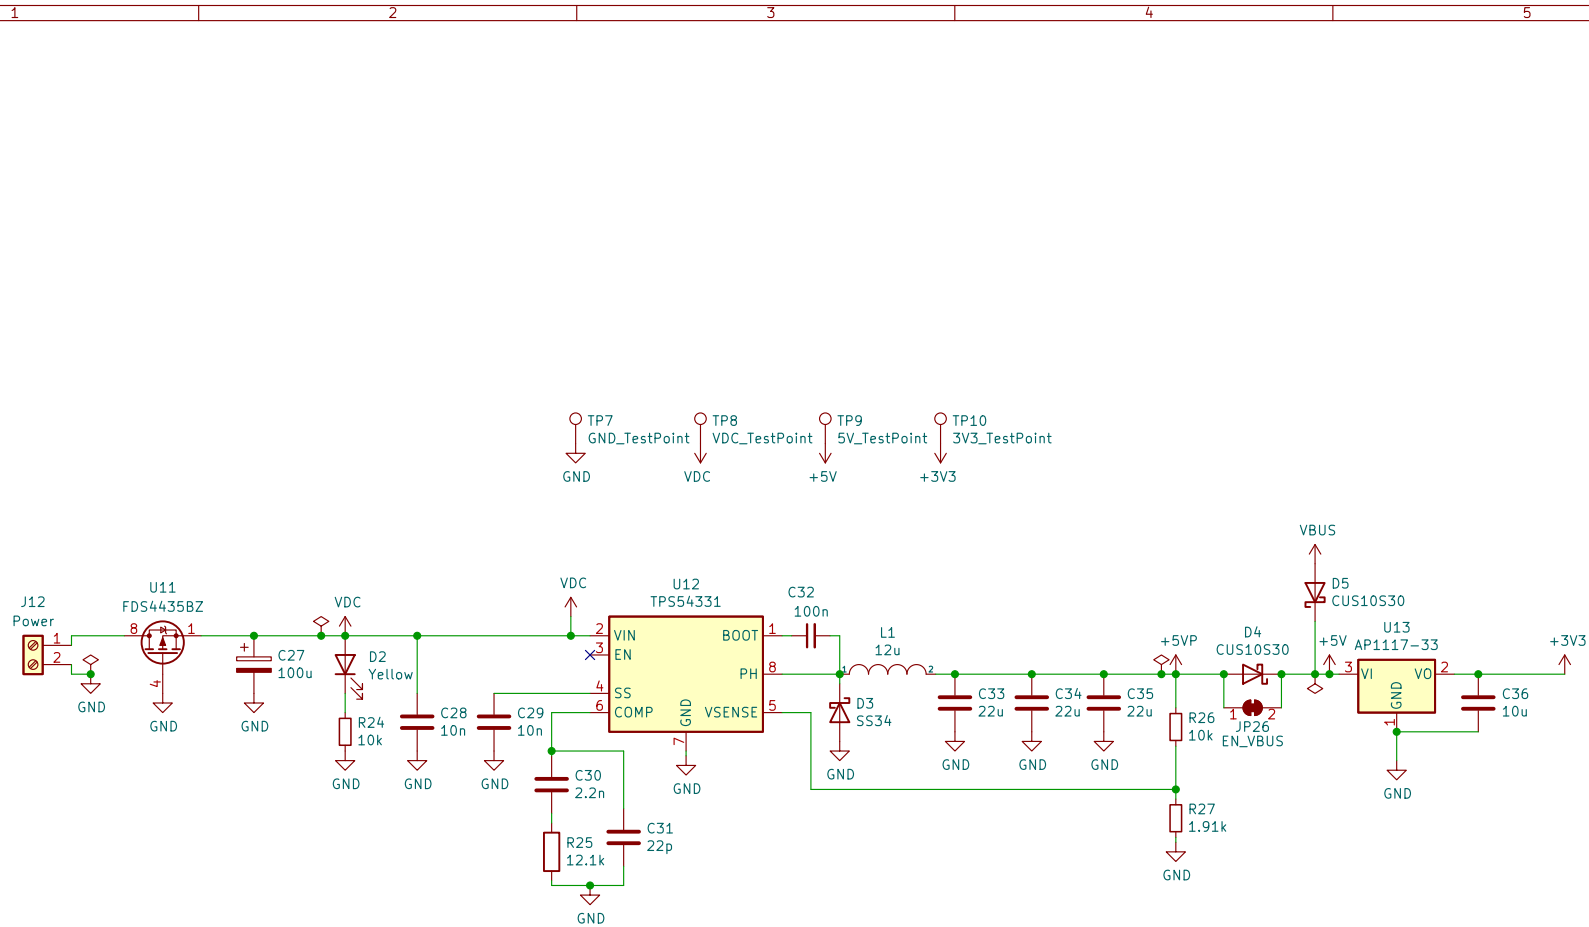 1
2
3
4
5
TP7
GND_TestPoint
GND
TP8
VDC_TestPoint
VDC
TP9
5V_TestPoint
+5V
TP10
3V3_TestPoint
+3V3
J12
Power
1
2
GND
U11
FDS4435BZ
8
1
4
GND
+
C27
100u
GND
VDC
D2
Yellow
R24
10k
GND
C28
10n
GND
C29
10n
GND
VDC
U12
TPS54331
2
VIN
3
EN
4
SS
6
COMP
GND
7
BOOT
1
PH
8
VSENSE
5
GND
C30
2.2n
R25
12.1k
C31
22p
GND
C32
100n
L1
12u
1
2
D3
SS34
GND
C33
22u
GND
C34
22u
GND
C35
22u
GND
+5VP
R26
10k
R27
1.91k
GND
D4
CUS10S30
1
2
JP26
EN_VBUS
VBUS
D5
CUS10S30
+5V
U13
AP1117-33
3
VI
VO
2
GND
1
GND
C36
10u
+3V3